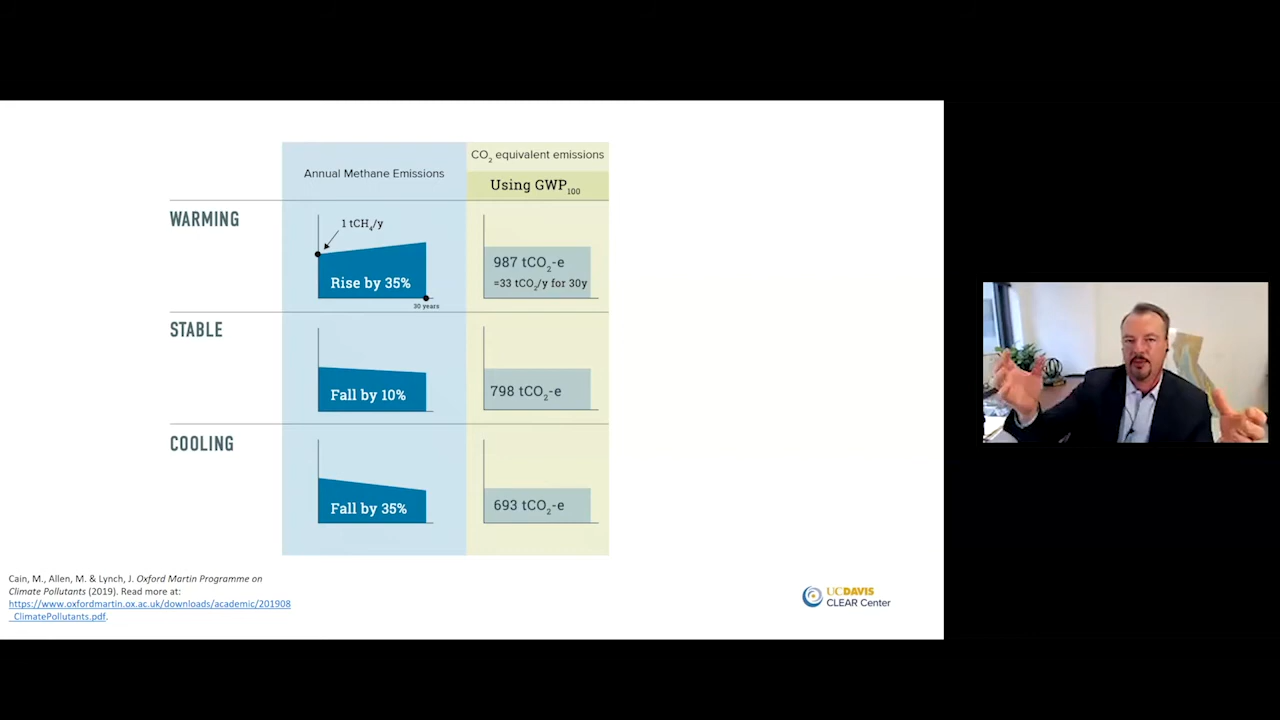 Annual Methane Emissions
CO₂ equivalent emissions
Using GWP₁₀₀
WARMING
1 tCH₄/y
Rise by 35%
30 years
987 tCO₂-e
=33 tCO₂/y for 30y
STABLE
Fall by 10%
798 tCO₂-e
COOLING
Fall by 35%
693 tCO₂-e
Cain, M., Allen, M. & Lynch, J. Oxford Martin Programme on
Climate Pollutants (2019). Read more at:
https://www.oxfordmartin.ox.ac.uk/downloads/academic/201908
_ClimatePollutants.pdf.
UCDAVIS
CLEAR Center